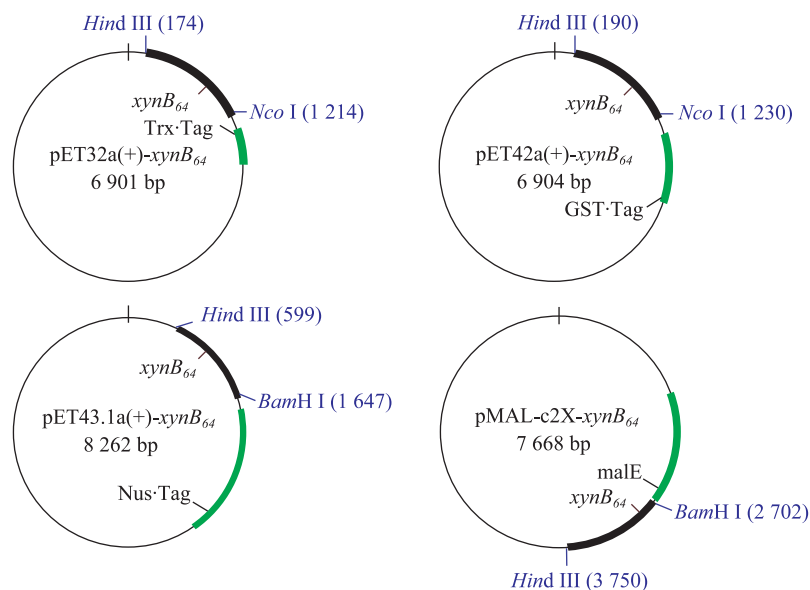 Hind III (174)
xynB64
Nco I (1 214)
Trx·Tag
pET32a(+)-xynB64
6 901 bp
Hind III (190)
xynB64
Nco I (1 230)
pET42a(+)-xynB64
6 904 bp
GST·Tag
Hind III (599)
xynB64
BamH I (1 647)
pET43.1a(+)-xynB64
8 262 bp
Nus·Tag
pMAL-c2X-xynB64
7 668 bp
malE
xynB64
BamH I (2 702)
Hind III (3 750)